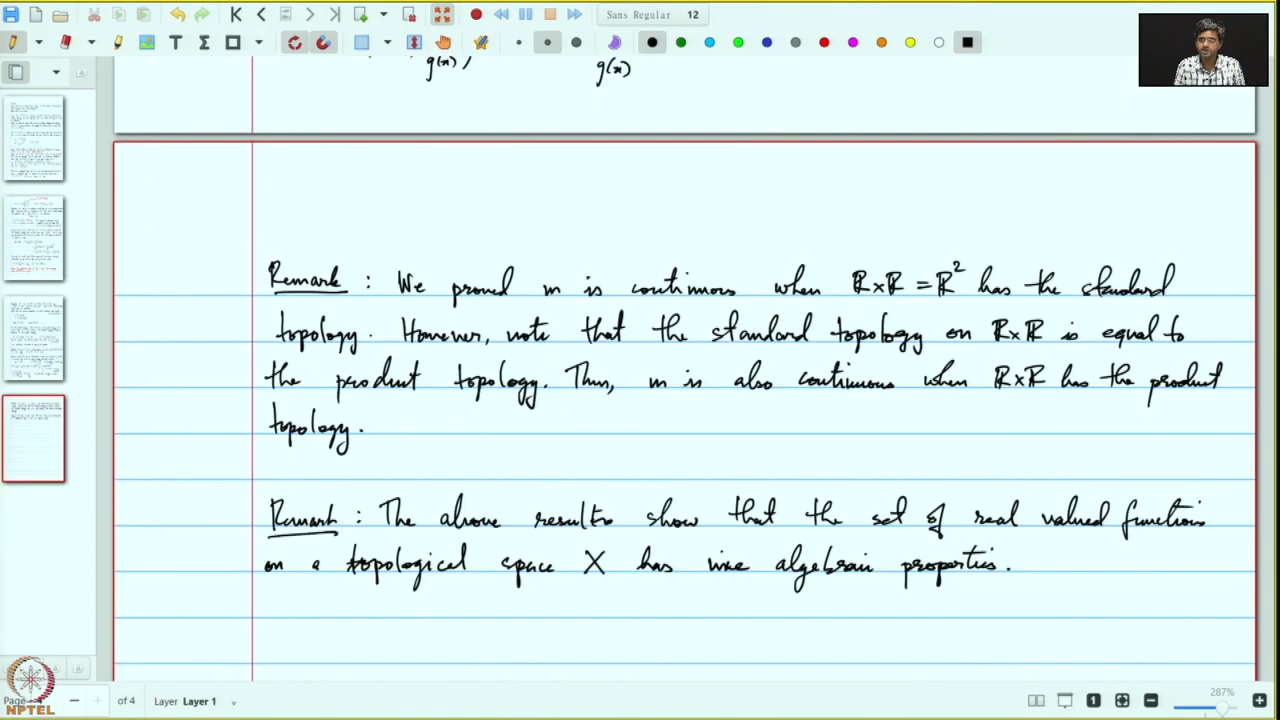 Sans Regular 12
g(x),
g(x)
Remark : We proved m is continuous when ℝ×ℝ = ℝ² has the standard
topology. However, note that the standard topology on ℝ×ℝ is equal to
the product topology. Thus, m is also continuous when ℝ×ℝ has the product
topology.
Remark : The above results show that the set of real valued functions
on a topological space X has nice algebraic properties.
NPTEL
Page
of 4
Layer Layer 1
287%